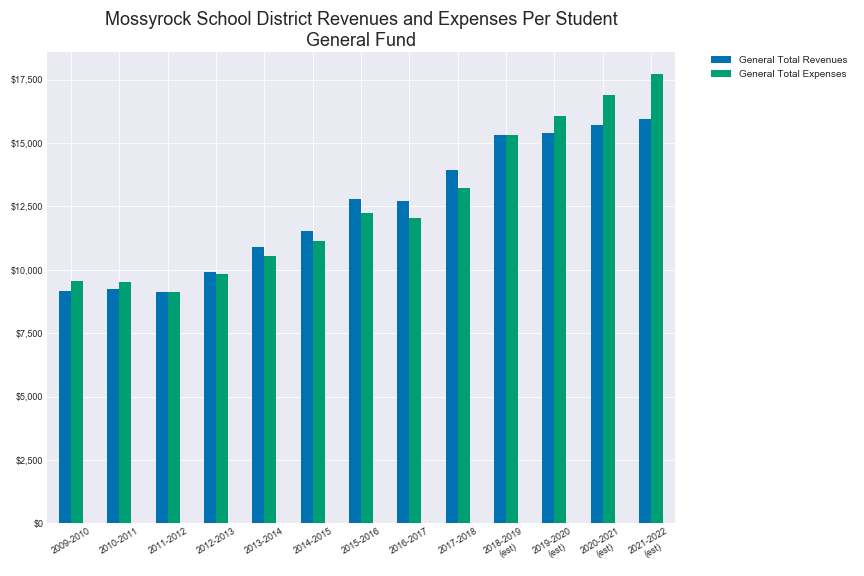 Mossyrock School District Revenues and Expenses Per Student
General Fund
General Total Revenues
General Total Expenses
$17,500
$15,000
$12,500
$10,000
$7,500
$5,000
$2,500
$0
2009-2010
2010-2011
2011-2012
2012-2013
2013-2014
2014-2015
2015-2016
2016-2017
2017-2018
2018-2019
(est)
2019-2020
(est)
2020-2021
(est)
2021-2022
(est)